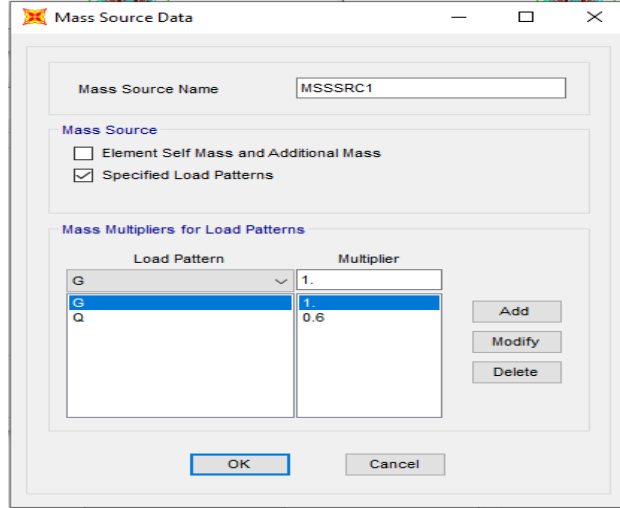 Mass Source Data
Mass Source Name MSSSRC1
Mass Source
Element Self Mass and Additional Mass
Specified Load Patterns
Mass Multipliers for Load Patterns
Load Pattern Multiplier
G 1.
G 1.
Q 0.6
Add
Modify
Delete
OK Cancel